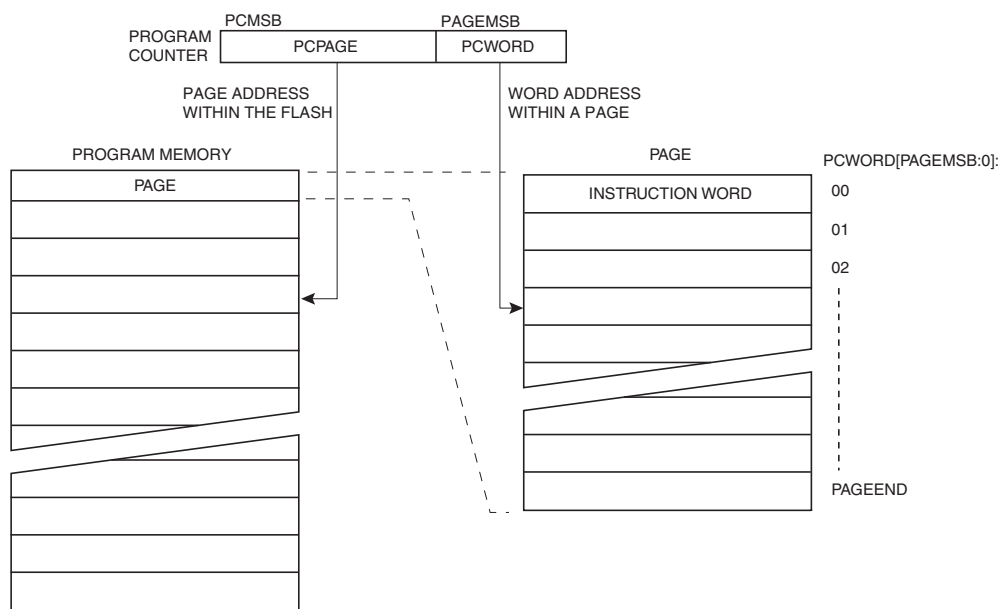 PCMSB PAGEMSB
PROGRAM
COUNTER
PCPAGE PCWORD
PAGE ADDRESS
WITHIN THE FLASH
WORD ADDRESS
WITHIN A PAGE
PROGRAM MEMORY
PAGE
PAGE
PCWORD[PAGEMSB:0]:
INSTRUCTION WORD
00
01
02
PAGEEND